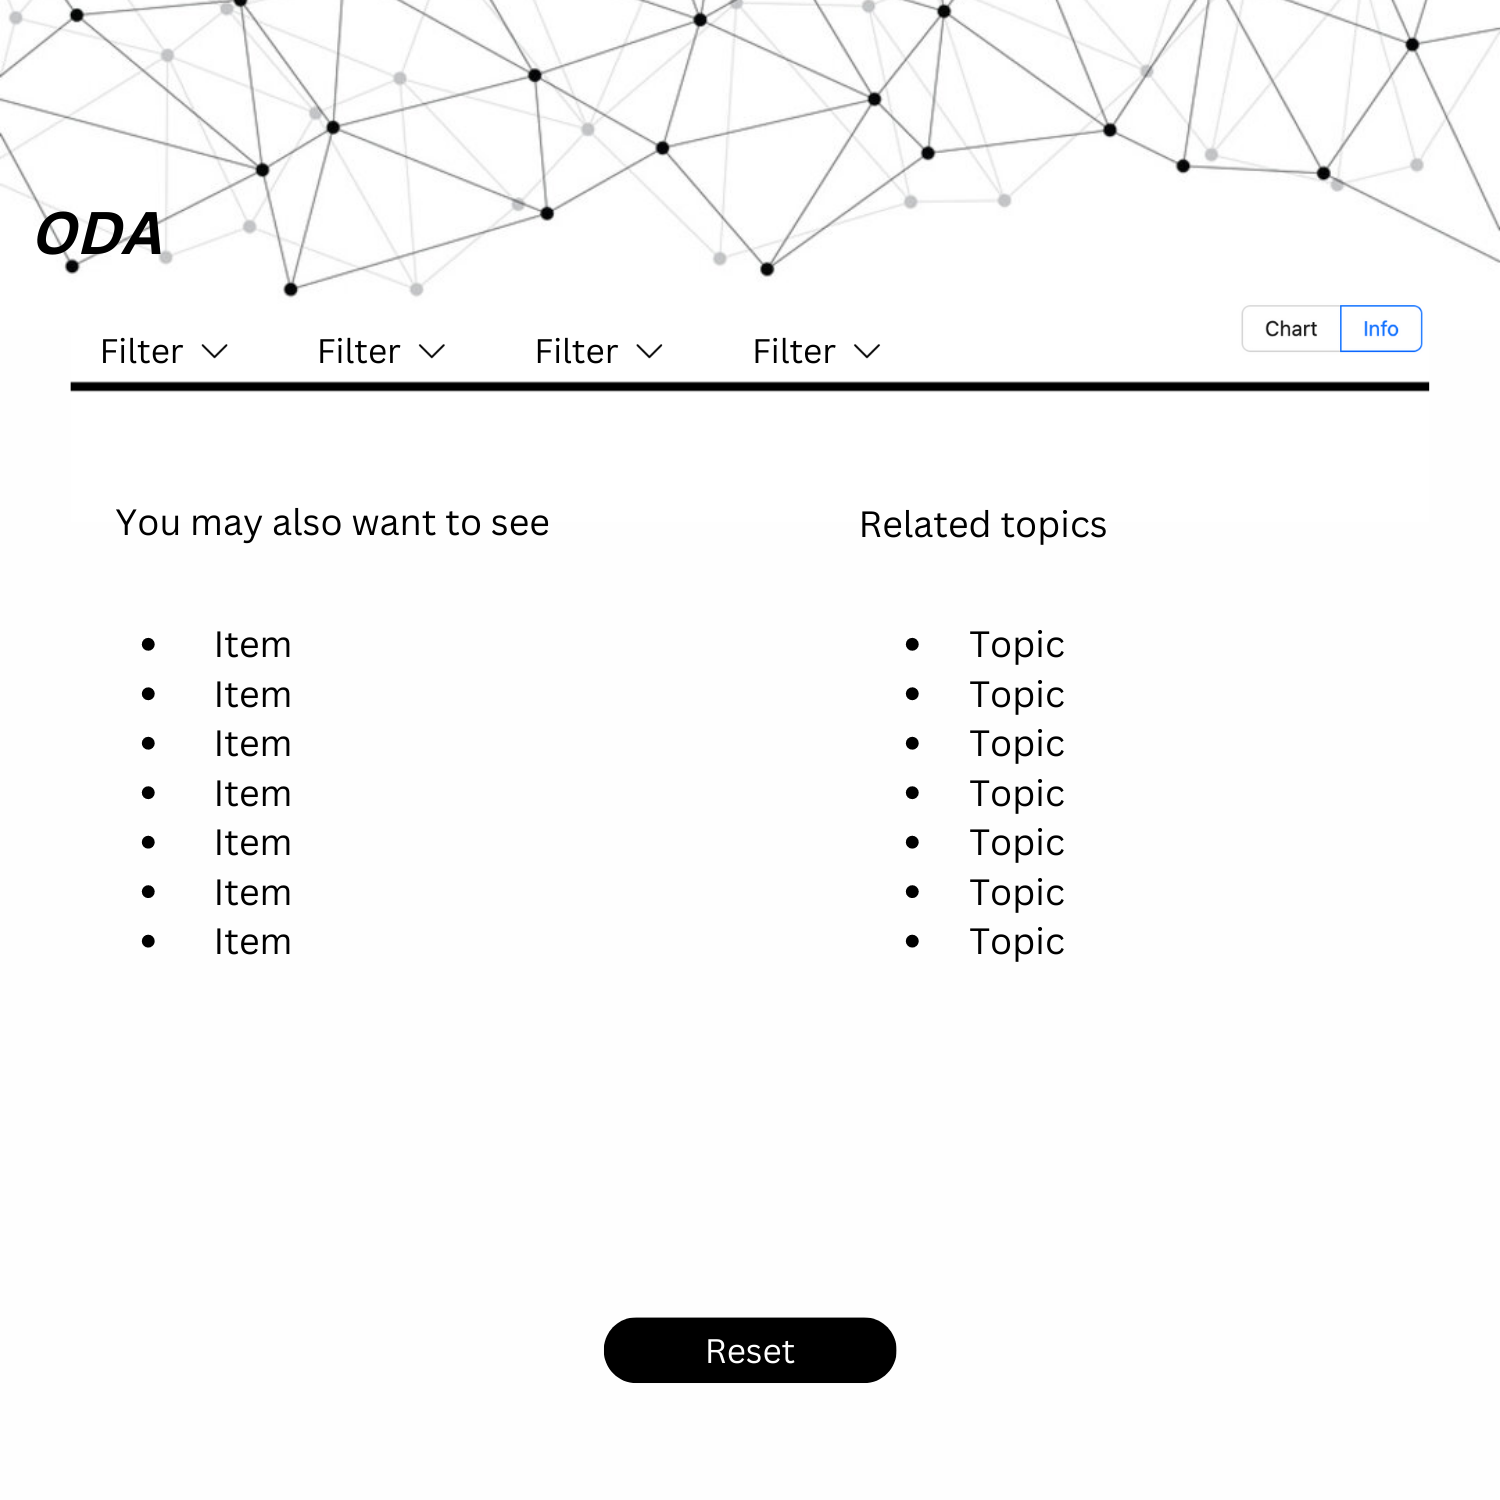 ODA
Filter Filter Filter Filter Chart Info
You may also want to see
• Item
• Item
• Item
• Item
• Item
• Item
• Item
Related topics
• Topic
• Topic
• Topic
• Topic
• Topic
• Topic
• Topic
Reset